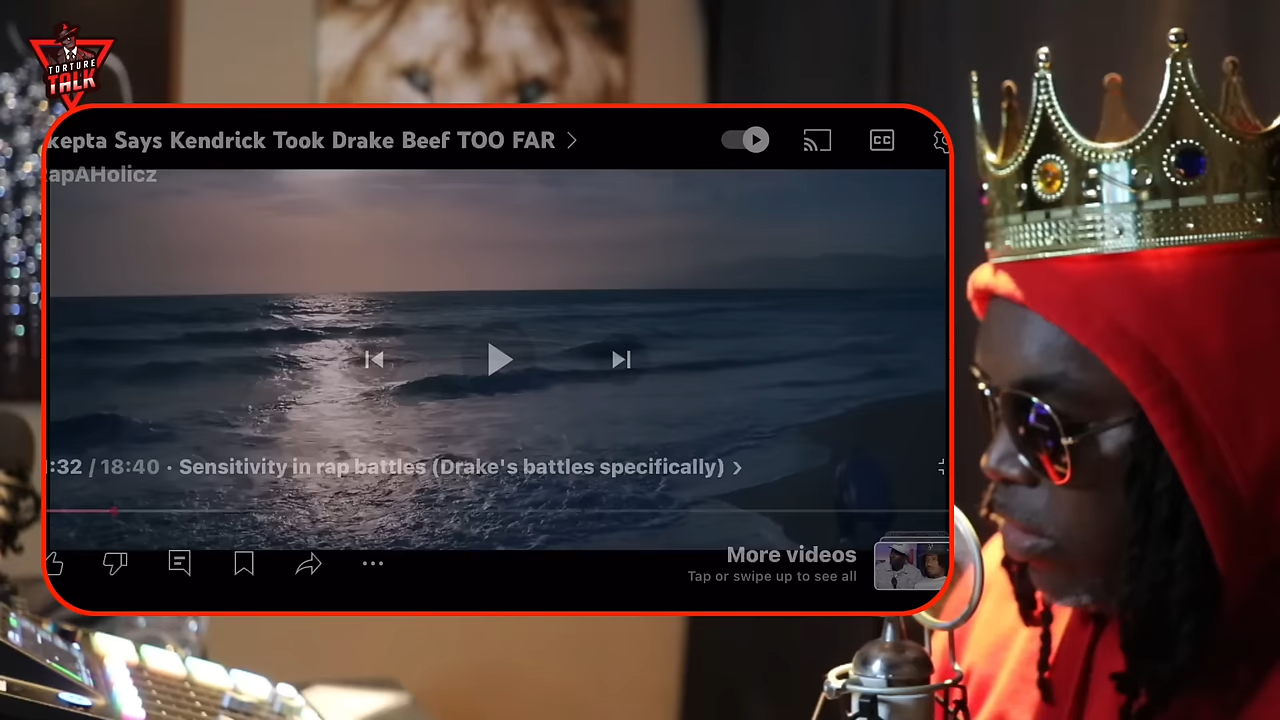 TORTURE
TALK
kepta Says Kendrick Took Drake Beef TOO FAR
CC
apAHolicz
:32 / 18:40 · Sensitivity in rap battles (Drake's battles specifically)
More videos
Tap or swipe up to see all